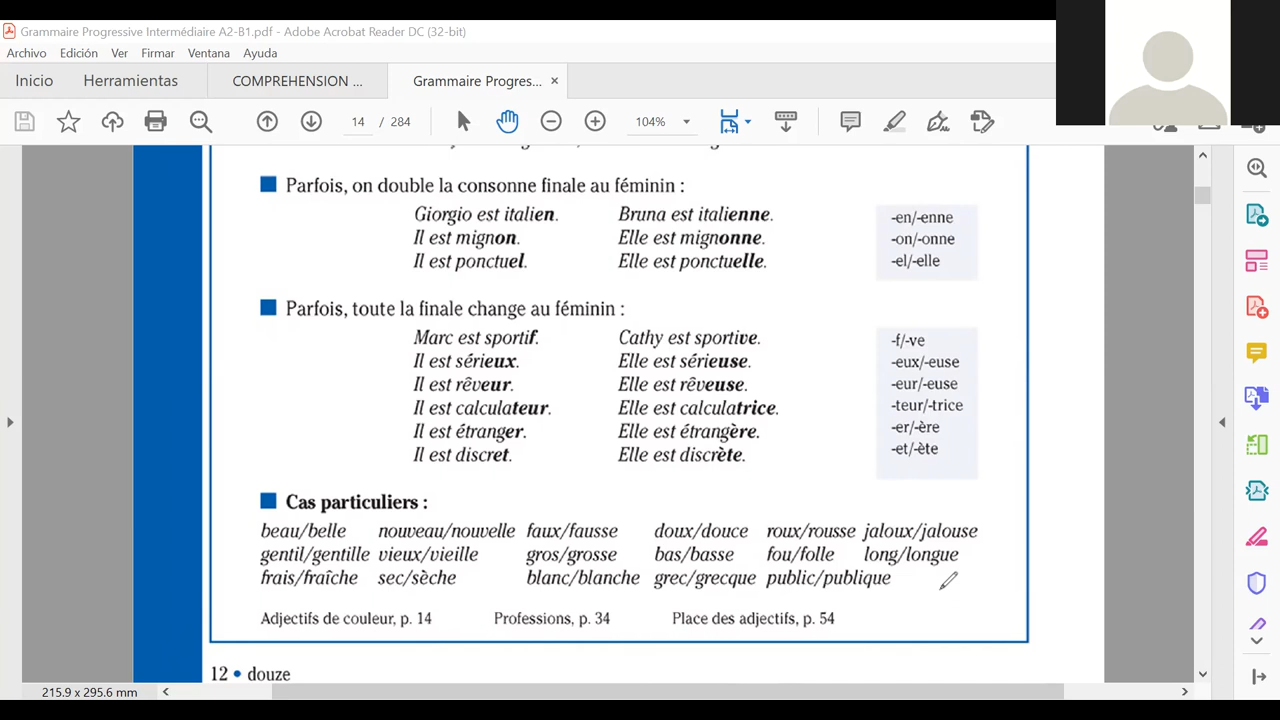 Grammaire Progressive Intermédiaire A2-B1.pdf - Adobe Acrobat Reader DC (32-bit)
Archivo Edición Ver Firmar Ventana Ayuda
Inicio Herramientas COMPREHENSION ... Grammaire Progres... ×
14 / 284 104%
Parfois, on double la consonne finale au féminin :
Giorgio est italien. Bruna est italienne. -en/-enne
Il est mignon. Elle est mignonne. -on/-onne
Il est ponctuel. Elle est ponctuelle. -el/-elle
Parfois, toute la finale change au féminin :
Marc est sportif. Cathy est sportive. -f/-ve
Il est sérieux. Elle est sérieuse. -eux/-euse
Il est rêveur. Elle est rêveuse. -eur/-euse
Il est calculateur. Elle est calculatrice. -teur/-trice
Il est étranger. Elle est étrangère. -er/-ère
Il est discret. Elle est discrète. -et/-ète
Cas particuliers :
beau/belle nouveau/nouvelle faux/fausse doux/douce roux/rousse jaloux/jalouse
gentil/gentille vieux/vieille gros/grosse bas/basse fou/folle long/longue
frais/fraîche sec/sèche blanc/blanche grec/grecque public/publique
Adjectifs de couleur, p. 14 Professions, p. 34 Place des adjectifs, p. 54
12 • douze
215.9 x 295.6 mm